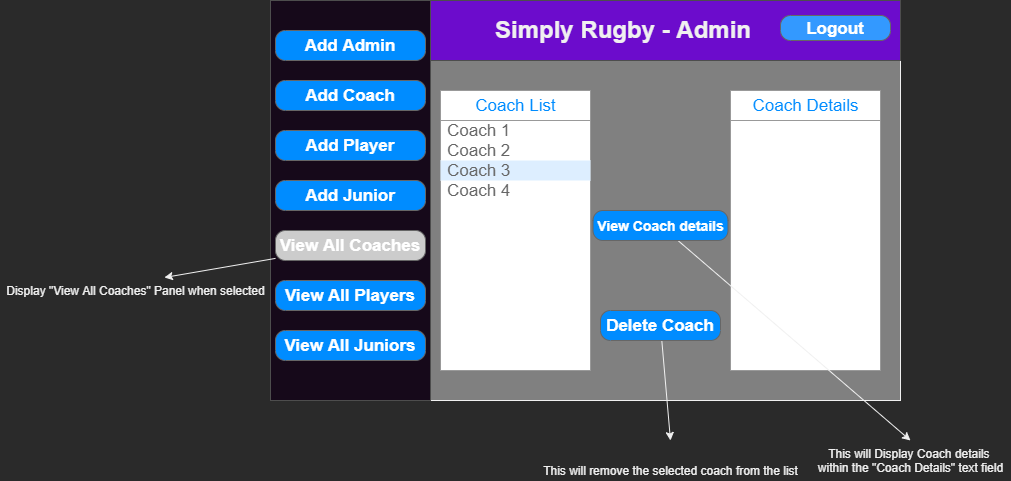 Simply Rugby - Admin
Logout
Add Admin
Add Coach
Add Player
Add Junior
View All Coaches
View All Players
View All Juniors
Coach List
Coach 1
Coach 2
Coach 3
Coach 4
View Coach details
Delete Coach
Coach Details
Display "View All Coaches" Panel when selected
This will remove the selected coach from the list
This will Display Coach details
within the "Coach Details" text field